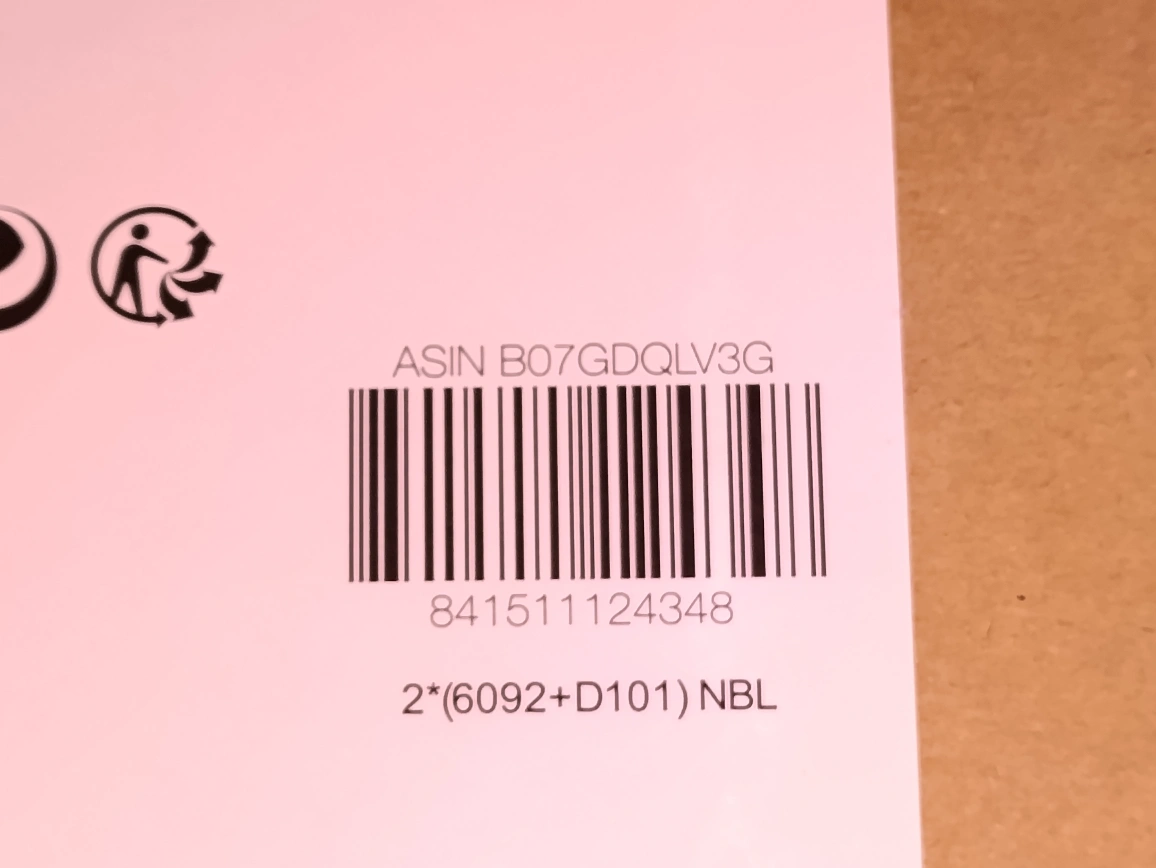 ASIN B07GDQLV3G
841511124348
2*(6092+D101) NBL